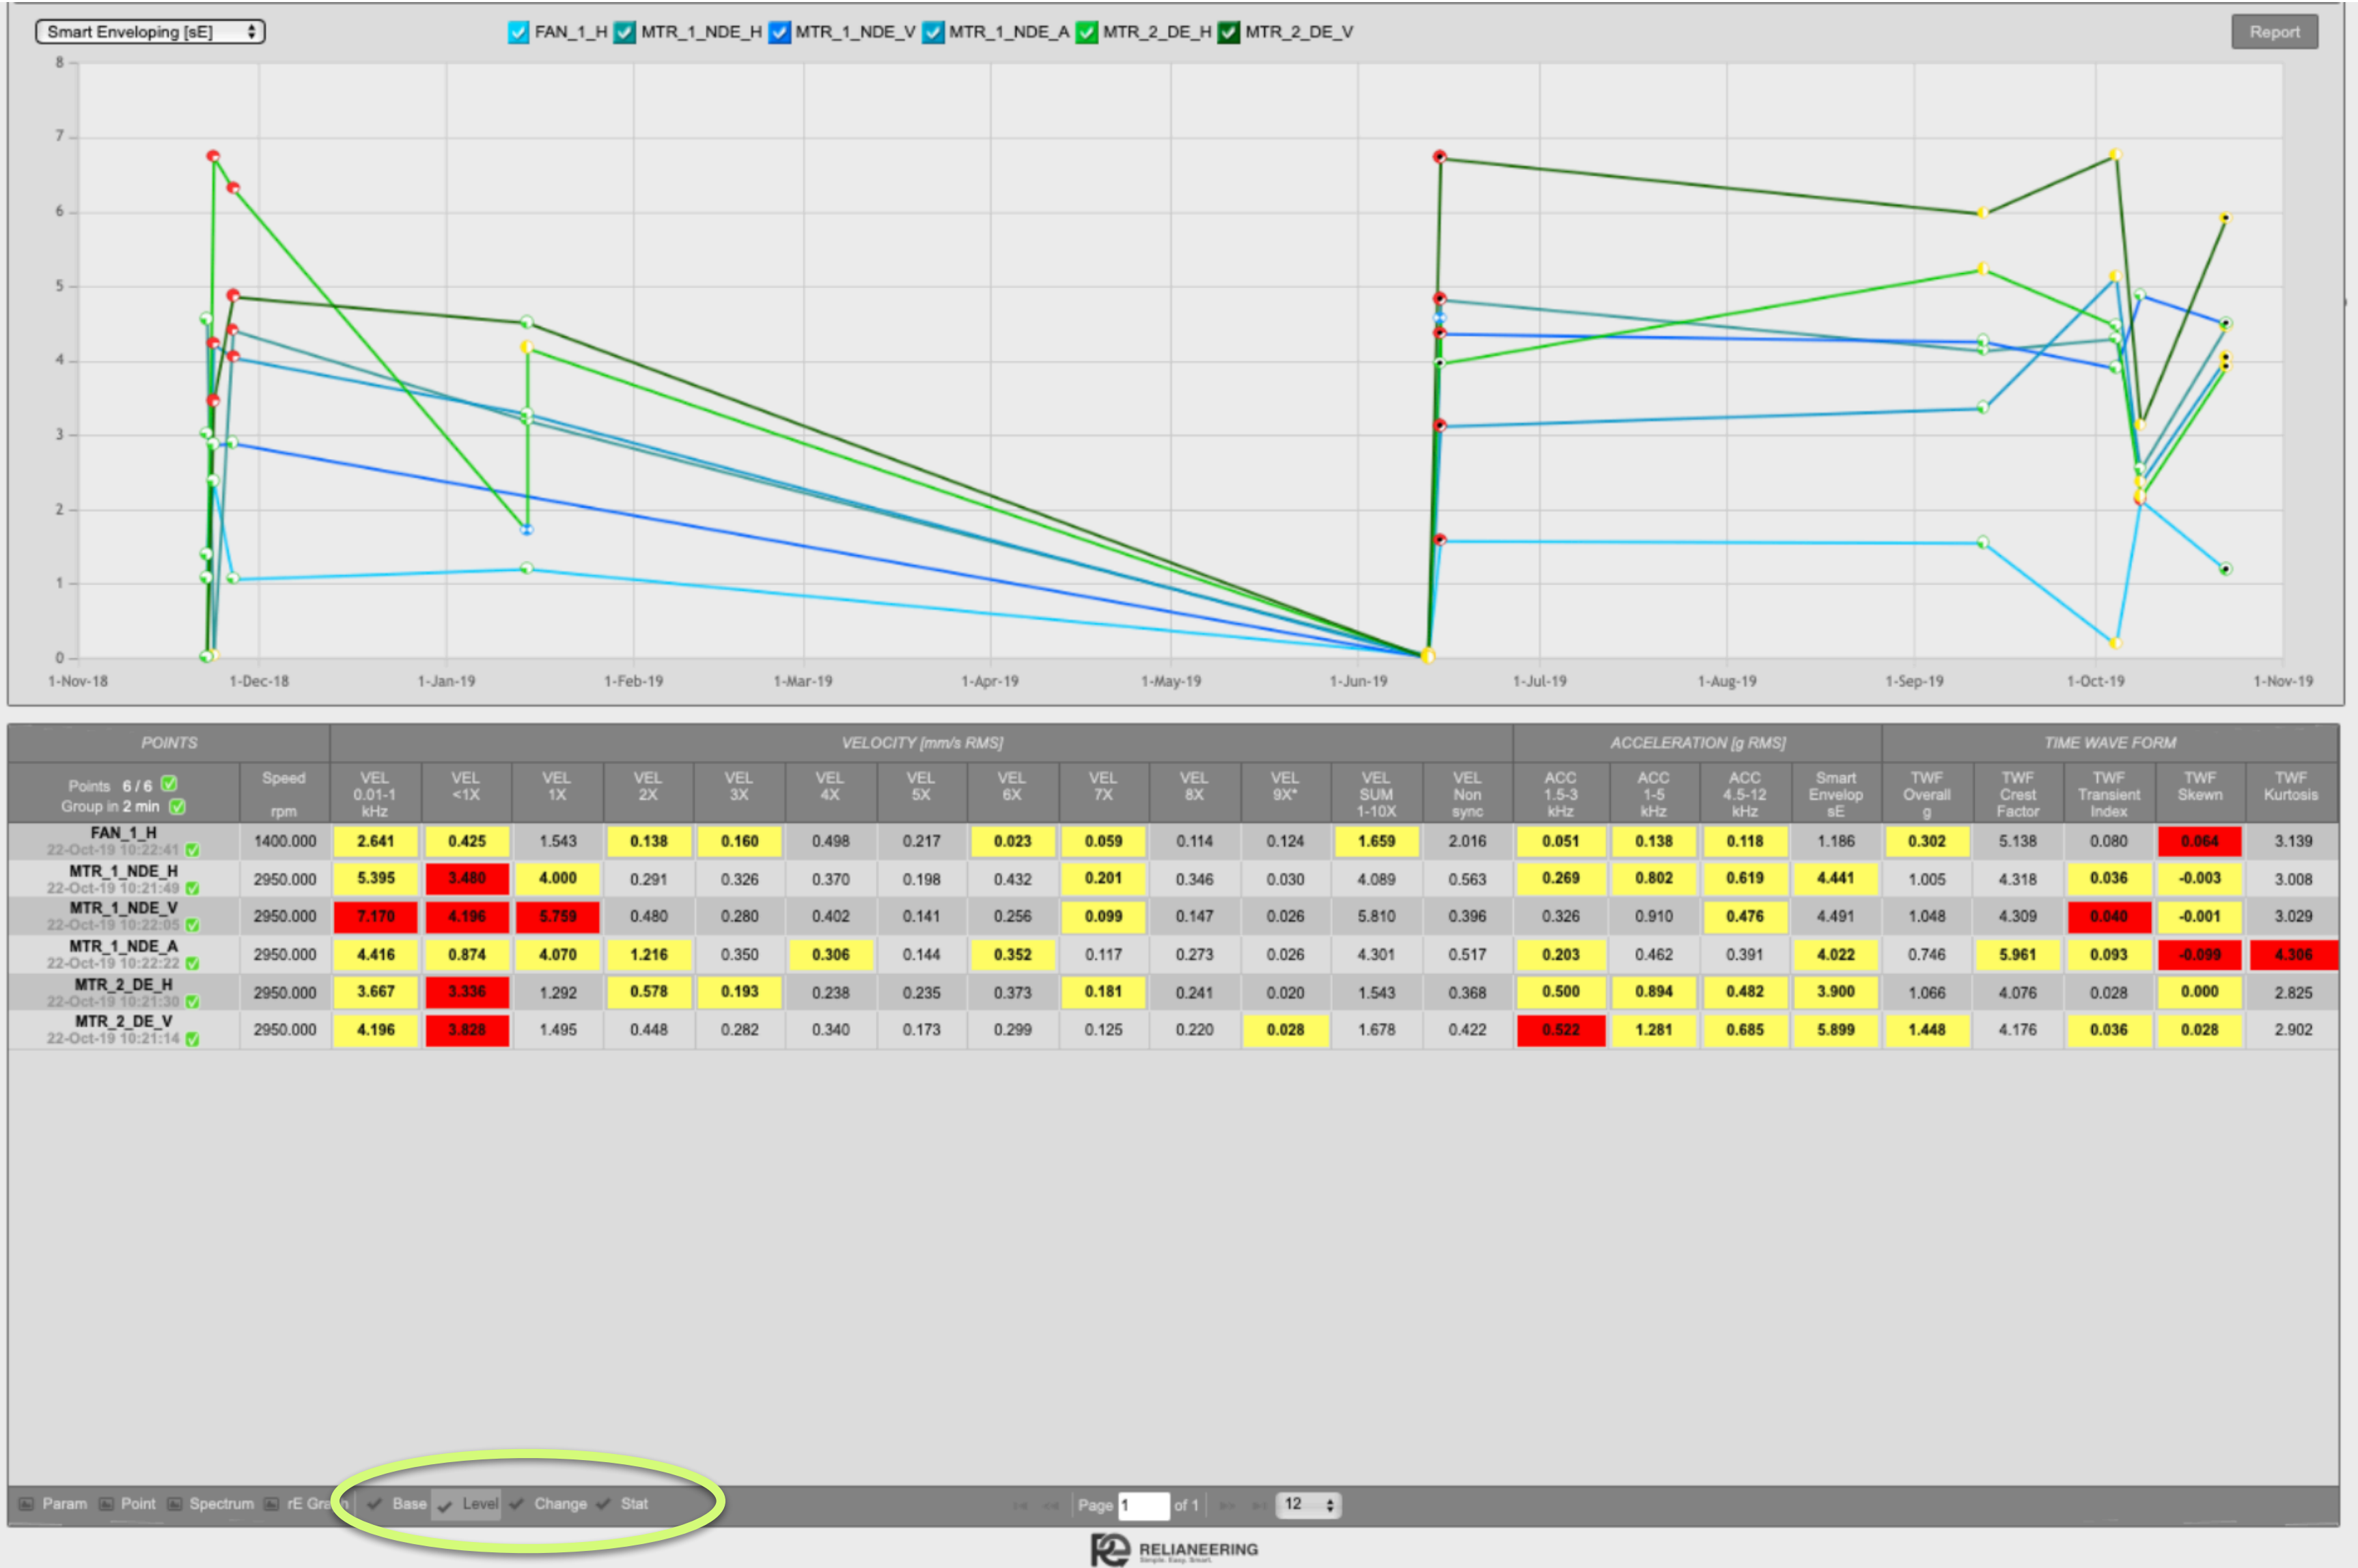 Smart Enveloping [sE] FAN_1_H MTR_1_NDE_H MTR_1_NDE_V MTR_1_NDE_A MTR_2_DE_H MTR_2_DE_V Report
8
7
6
5
4
3
2
1
0
1-Nov-18 1-Dec-18 1-Jan-19 1-Feb-19 1-Mar-19 1-Apr-19 1-May-19 1-Jun-19 1-Jul-19 1-Aug-19 1-Sep-19 1-Oct-19 1-Nov-19
POINTS VELOCITY [mm/s RMS] ACCELERATION [g RMS] TIME WAVE FORM
Points 6 / 6 Speed VEL VEL VEL VEL VEL VEL VEL VEL VEL VEL VEL VEL VEL ACC ACC ACC Smart TWF TWF TWF TWF TWF
Group in 2 min 0.01-1 <1X 1X 2X 3X 4X 5X 6X 7X 8X 9X* SUM Non 1.5-3 1-5 4.5-12 Envelop Overall Crest Transient Skewn Kurtosis
rpm kHz 1-10X sync kHz kHz kHz sE g Factor Index
FAN_1_H
22-Oct-19 10:22:41 1400.000 2.641 0.425 1.543 0.138 0.160 0.498 0.217 0.023 0.059 0.114 0.124 1.659 2.016 0.051 0.138 0.118 1.186 0.302 5.138 0.080 0.064 3.139
MTR_1_NDE_H
22-Oct-19 10:21:49 2950.000 5.395 3.480 4.000 0.291 0.326 0.370 0.198 0.432 0.201 0.346 0.030 4.089 0.563 0.269 0.802 0.619 4.441 1.005 4.318 0.036 -0.003 3.008
MTR_1_NDE_V
22-Oct-19 10:22:05 2950.000 7.170 4.196 5.759 0.480 0.280 0.402 0.141 0.256 0.099 0.147 0.026 5.810 0.396 0.326 0.910 0.476 4.491 1.048 4.309 0.040 -0.001 3.029
MTR_1_NDE_A
22-Oct-19 10:22:22 2950.000 4.416 0.874 4.070 1.216 0.350 0.306 0.144 0.352 0.117 0.273 0.026 4.301 0.517 0.203 0.462 0.391 4.022 0.746 5.961 0.093 -0.099 4.306
MTR_2_DE_H
22-Oct-19 10:21:30 2950.000 3.667 3.336 1.292 0.578 0.193 0.238 0.235 0.373 0.181 0.241 0.020 1.543 0.368 0.500 0.894 0.482 3.900 1.066 4.076 0.028 0.000 2.825
MTR_2_DE_V
22-Oct-19 10:21:14 2950.000 4.196 3.828 1.495 0.448 0.282 0.340 0.173 0.299 0.125 0.220 0.028 1.678 0.422 0.522 1.281 0.685 5.899 1.448 4.176 0.036 0.028 2.902
Param Point Spectrum rE Base Level Change Stat Page 1 of 1 12
RELIANEERING
Simple. Easy. Smart.